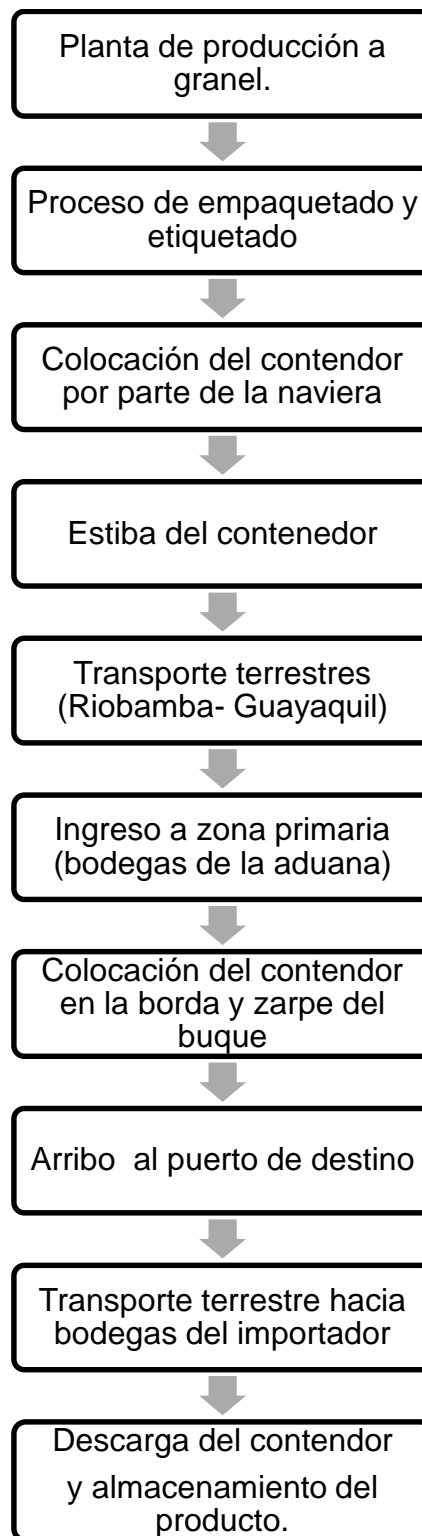 Planta de producción a
granel.
Proceso de empaquetado y
etiquetado
Colocación del contendor
por parte de la naviera
Estiba del contenedor
Transporte terrestres
(Riobamba- Guayaquil)
Ingreso a zona primaria
(bodegas de la aduana)
Colocación del contendor
en la borda y zarpe del
buque
Arribo  al puerto de destino
Transporte terrestre hacia
bodegas del importador
Descarga del contendor
y almacenamiento del
producto.